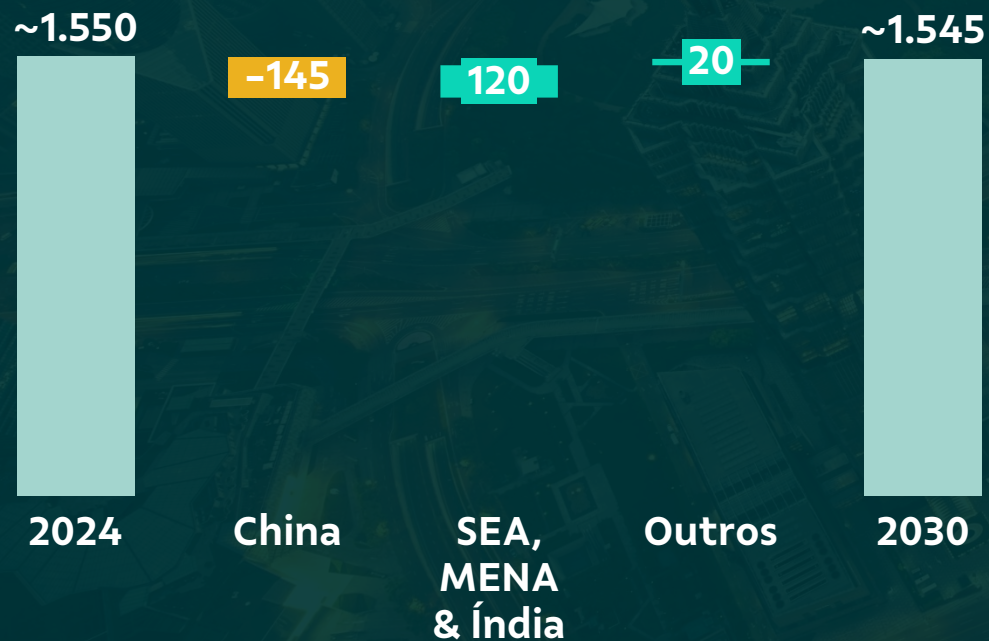 ~1.550
-145
120
20
~1.545
2024
China
SEA,
MENA
& Índia
Outros
2030